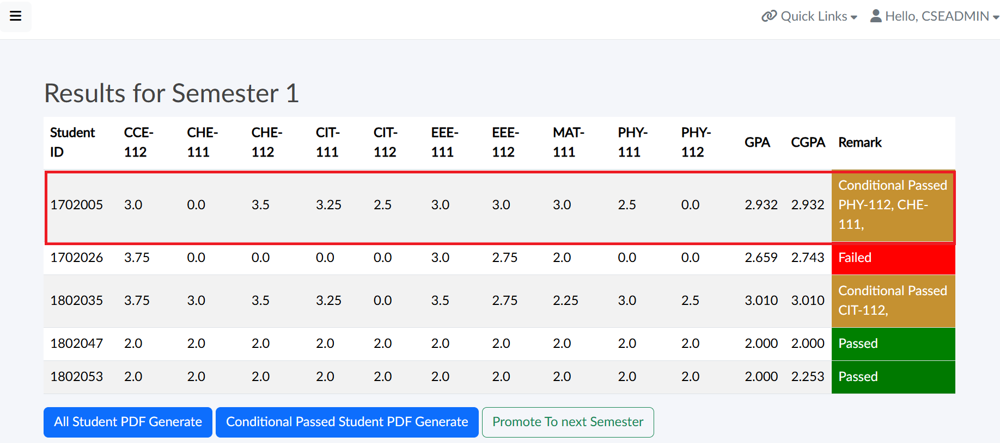 Quick Links Hello, CSEADMIN
Results for Semester 1
Student ID CCE-112 CHE-111 CHE-112 CIT-111 CIT-112 EEE-111 EEE-112 MAT-111 PHY-111 PHY-112 GPA CGPA Remark
1702005 3.0 0.0 3.5 3.25 2.5 3.0 3.0 3.0 2.5 0.0 2.932 2.932 Conditional Passed PHY-112, CHE-111,
1702026 3.75 0.0 0.0 0.0 0.0 3.0 2.75 2.0 0.0 0.0 2.659 2.743 Failed
1802035 3.75 3.0 3.5 3.25 0.0 3.5 2.75 2.25 3.0 2.5 3.010 3.010 Conditional Passed CIT-112,
1802047 2.0 2.0 2.0 2.0 2.0 2.0 2.0 2.0 2.0 2.0 2.000 2.000 Passed
1802053 2.0 2.0 2.0 2.0 2.0 2.0 2.0 2.0 2.0 2.0 2.000 2.253 Passed
All Student PDF Generate Conditional Passed Student PDF Generate Promote To next Semester